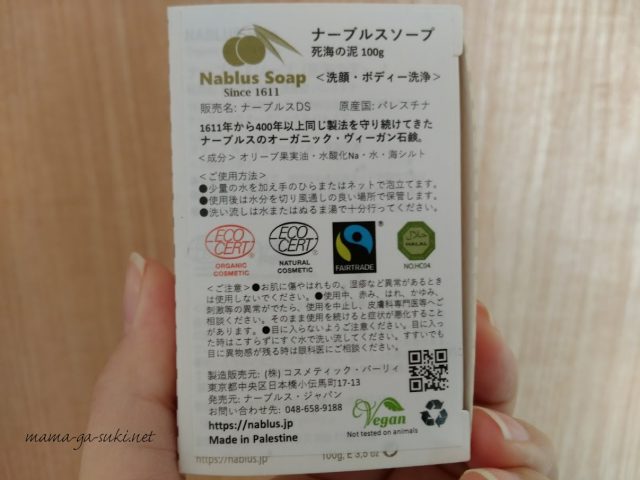 ナーブルスソープ
死海の泥 100g
Nablus Soap
Since 1611
＜洗顔・ボディー洗浄＞
販売名: ナーブルスDS 原産国: パレスチナ
1611年から400年以上同じ製法を守り続けてきた
ナーブルスのオーガニック・ヴィーガン石鹸。
＜成分＞ オリーブ果実油・水酸化Na・水・海シルト
＜ご使用方法＞
●少量の水を加え手のひらまたはネットで泡立てます。
●使用後は水分を切り風通しの良い場所で保管します。
●洗い流しは水またはぬるま湯で十分行ってください。
ECO CERT
ORGANIC COSMETIC
ECO CERT
NATURAL COSMETIC
FAIRTRADE
HALAL
NO.HC04
＜ご注意＞ ●お肌に傷やはれもの、湿疹など異常があるときは使用しないでください。
●使用中、赤み、はれ、かゆみ、
刺激等の異常がでたら、使用を中止し、皮膚科専門医等へご
相談ください。そのまま使用を続けると症状が悪化することが
あります。●目に入らないようご注意ください。目に入っ
た時はこすらずにすぐ水で洗い流してください。すすいでも
目に異物感が残る時は眼科医にご相談ください。
製造販売元: (株) コスメティック・バーリィ
東京都中央区日本橋小伝馬町17-13
発売元: ナーブルス・ジャパン
お問い合わせ先: 048-658-9188
https://nablus.jp
Made in Palestine
Vegan
Not tested on animals
https://nablus.jp
100g, E 3,5 oz
mama-ga-suki.net